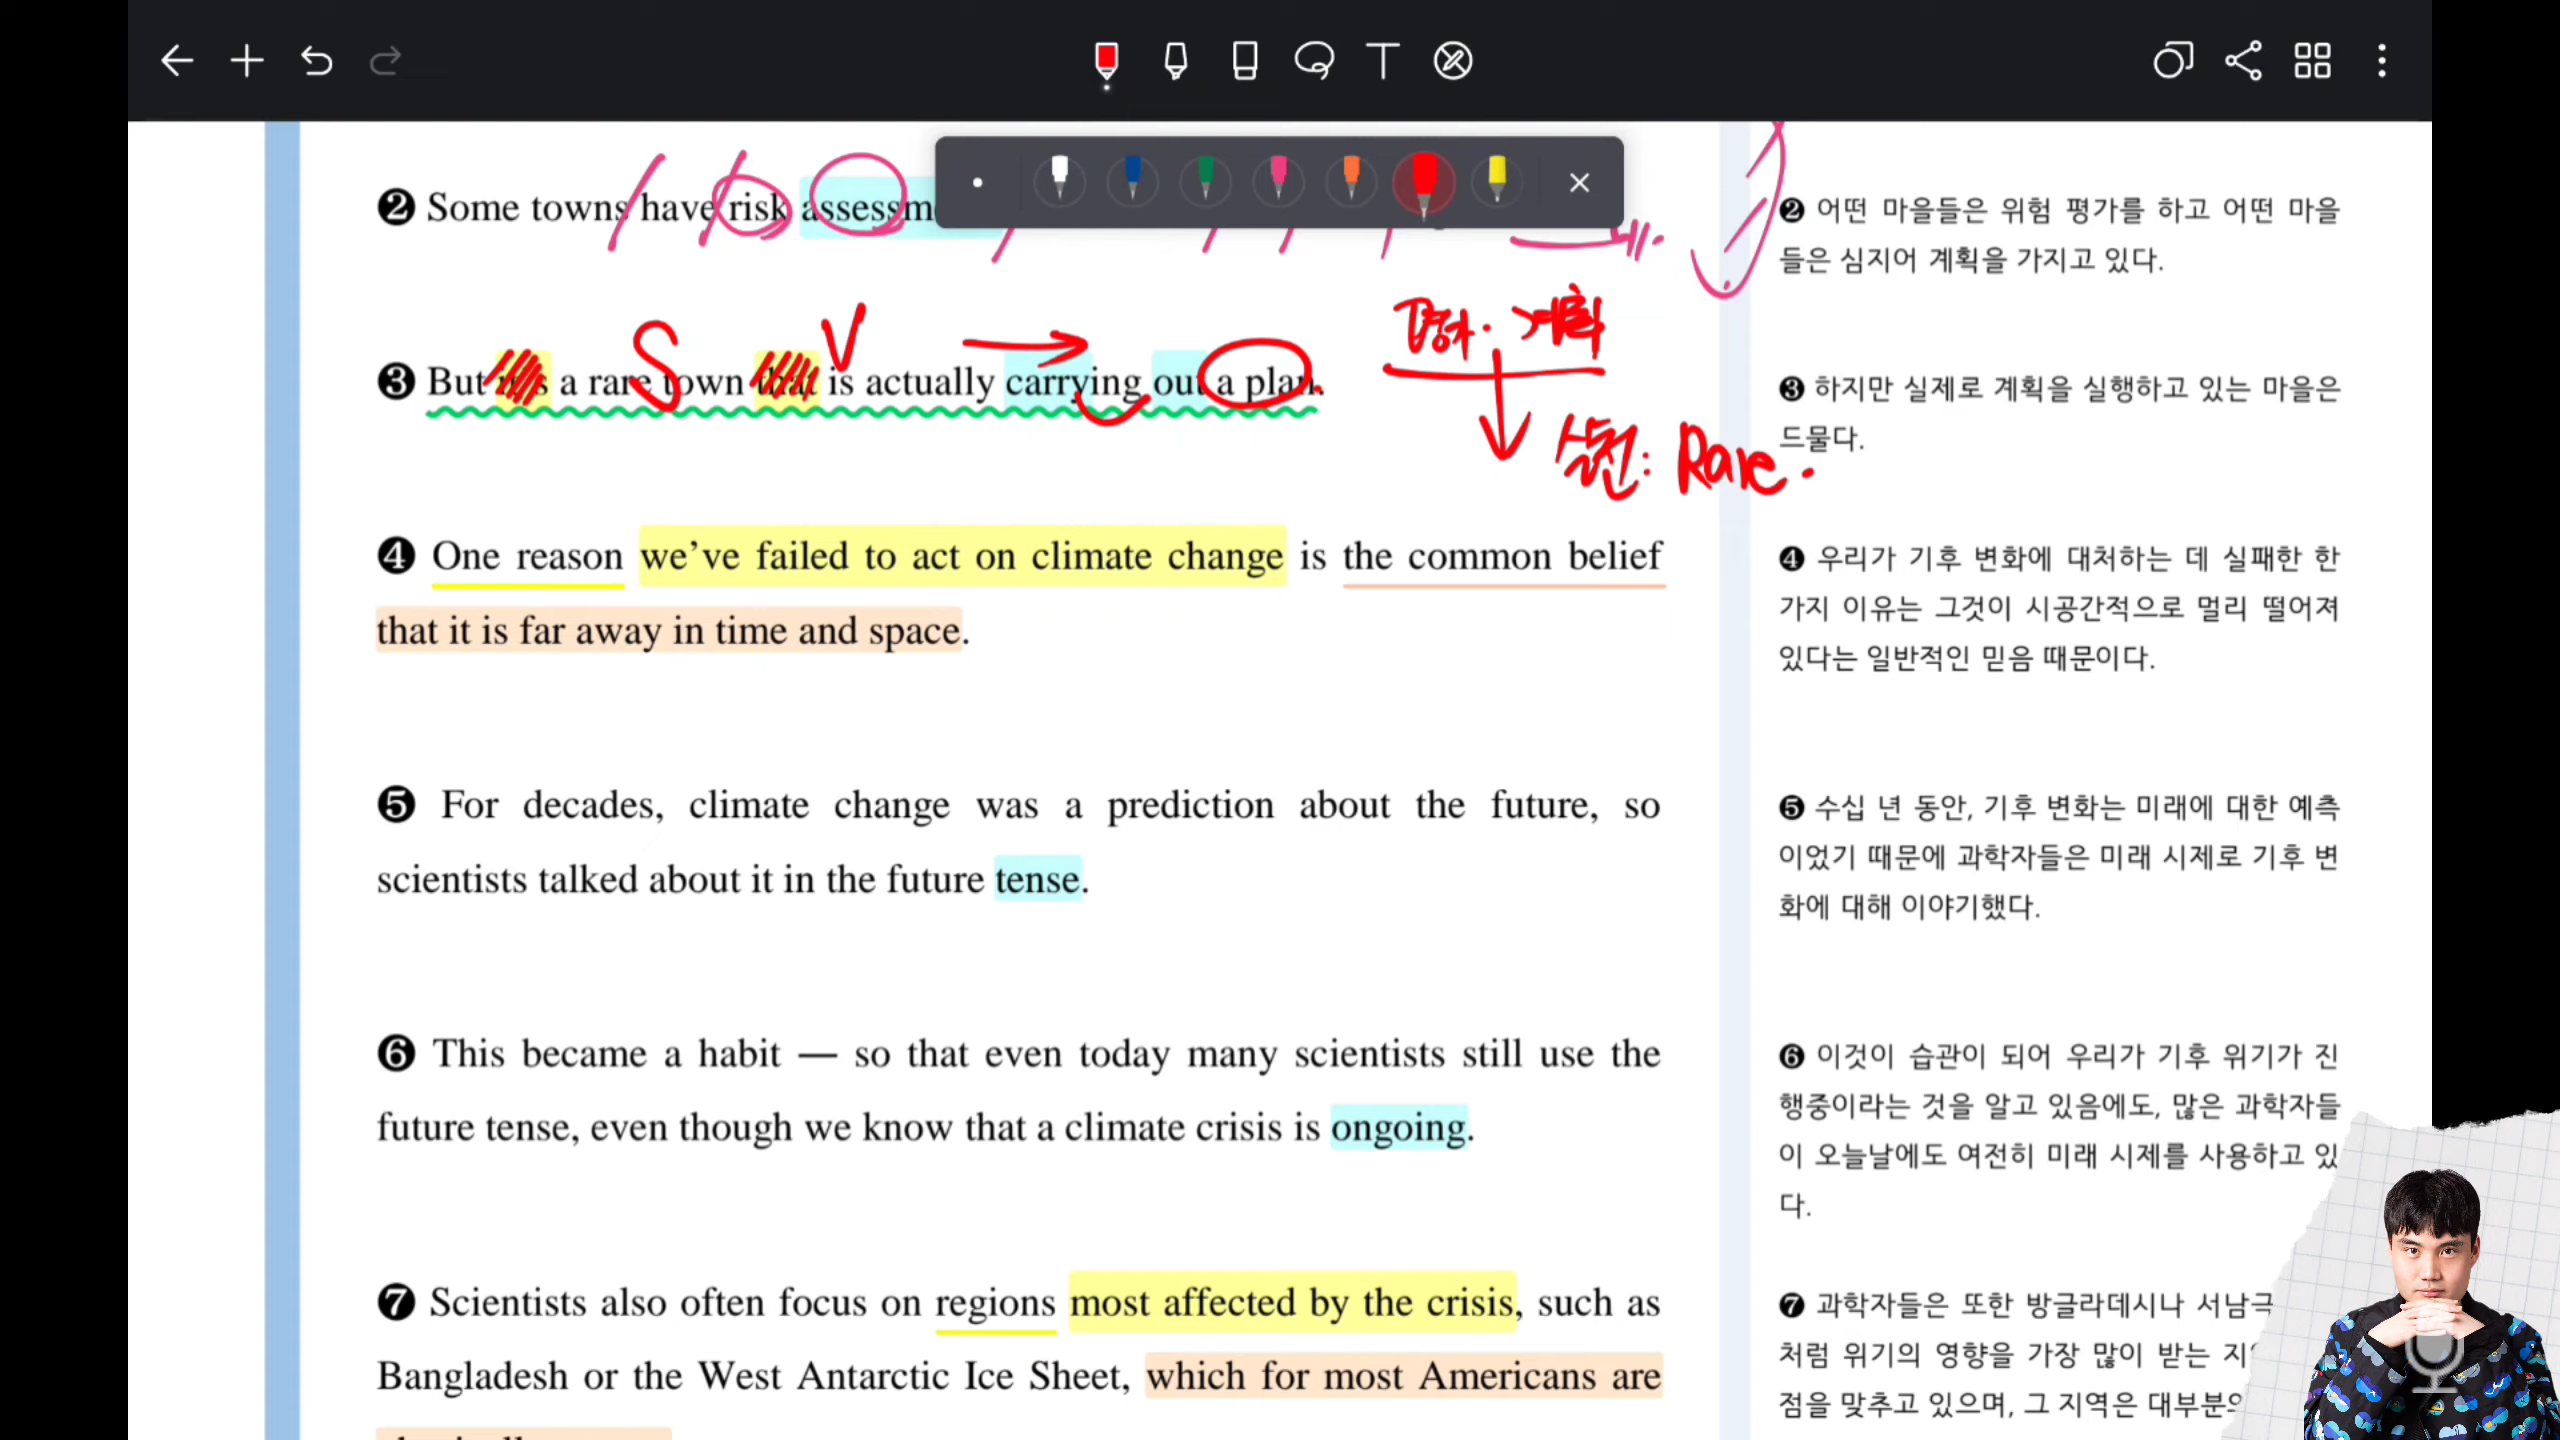 ❷ Some towns have risk assessm
❸ But it is a rare town that is actually carrying out a plan.
S
V
평가. 계획
실천: Rare.
❹ One reason we’ve failed to act on climate change is the common belief
that it is far away in time and space.
❺ For decades, climate change was a prediction about the future, so
scientists talked about it in the future tense.
❻ This became a habit — so that even today many scientists still use the
future tense, even though we know that a climate crisis is ongoing.
❼ Scientists also often focus on regions most affected by the crisis, such as
Bangladesh or the West Antarctic Ice Sheet, which for most Americans are
❷ 어떤 마을들은 위험 평가를 하고 어떤 마을
들은 심지어 계획을 가지고 있다.
❸ 하지만 실제로 계획을 실행하고 있는 마을은
드물다.
❹ 우리가 기후 변화에 대처하는 데 실패한 한
가지 이유는 그것이 시공간적으로 멀리 떨어져
있다는 일반적인 믿음 때문이다.
❺ 수십 년 동안, 기후 변화는 미래에 대한 예측
이었기 때문에 과학자들은 미래 시제로 기후 변
화에 대해 이야기했다.
❻ 이것이 습관이 되어 우리가 기후 위기가 진
행중이라는 것을 알고 있음에도, 많은 과학자들
이 오늘날에도 여전히 미래 시제를 사용하고 있
다.
❼ 과학자들은 또한 방글라데시나 서남극
처럼 위기의 영향을 가장 많이 받는
점을 맞추고 있으며, 그 지역은 대부분